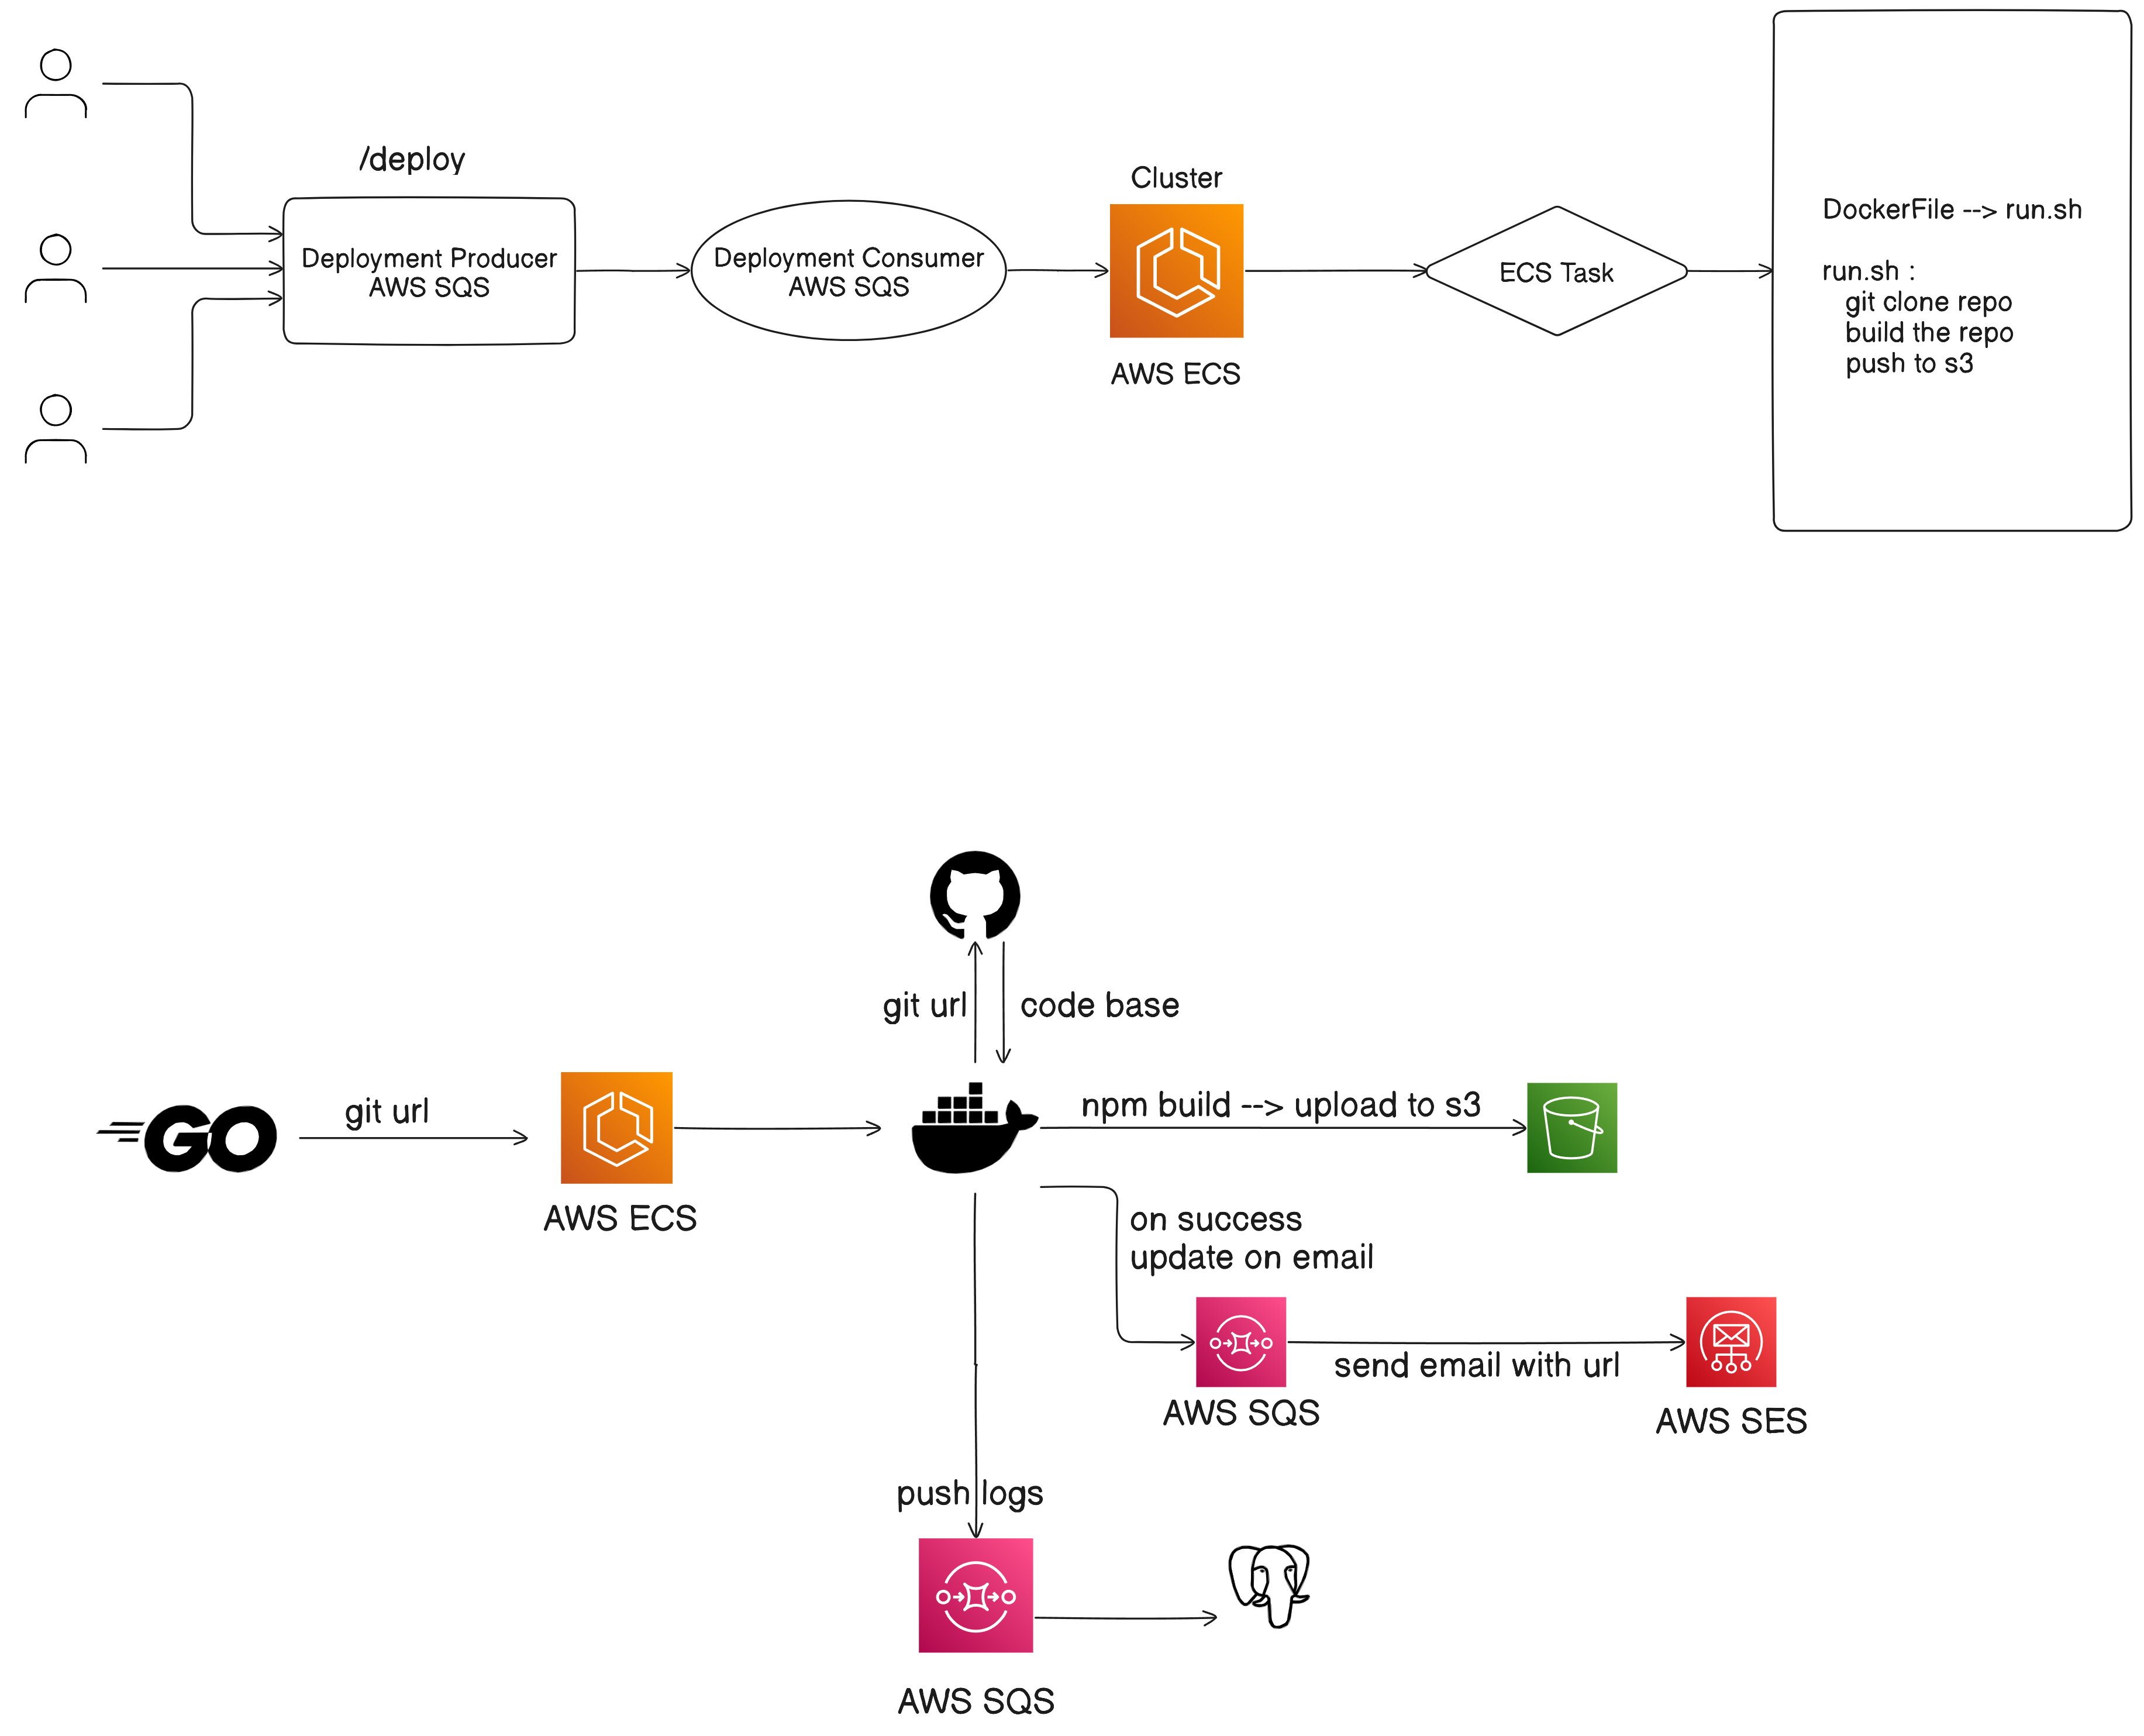 /deploy
Deployment Producer
AWS SQS
Deployment Consumer
AWS SQS
Cluster
AWS ECS
ECS Task
DockerFile --> run.sh
run.sh :
git clone repo
build the repo
push to s3
git url
code base
GO
git url
AWS ECS
npm build --> upload to s3
on success
update on email
AWS SQS
send email with url
AWS SES
push logs
AWS SQS